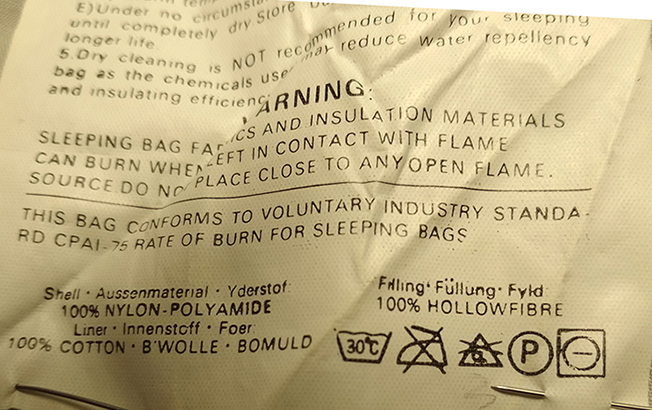 E)Under no
until completely dry Store
longer life.
5.Dry cleaning is NOT recommended for your sleeping
bag as the chemicals use may reduce water repellency
and insulating efficienc
WARNING:
SLEEPING BAG FA ICS AND INSULATION MATERIALS
CAN BURN WHEN LEFT IN CONTACT WITH FLAME
SOURCE.DO NO PLACE CLOSE TO ANY OPEN FLAME.
THIS BAG CONFORMS TO VOLUNTARY INDUSTRY STANDA-
RD CPAI-75 RATE OF BURN FOR SLEEPING BAGS
Shell · Aussenmaterial · Yderstof:
100% NYLON-POLYAMIDE
Liner · Innenstoff · Foer:
100% COTTON · B'WOLLE · BOMULD
Filling · Füllung · Fyld:
100% HOLLOWFIBRE
30°C P